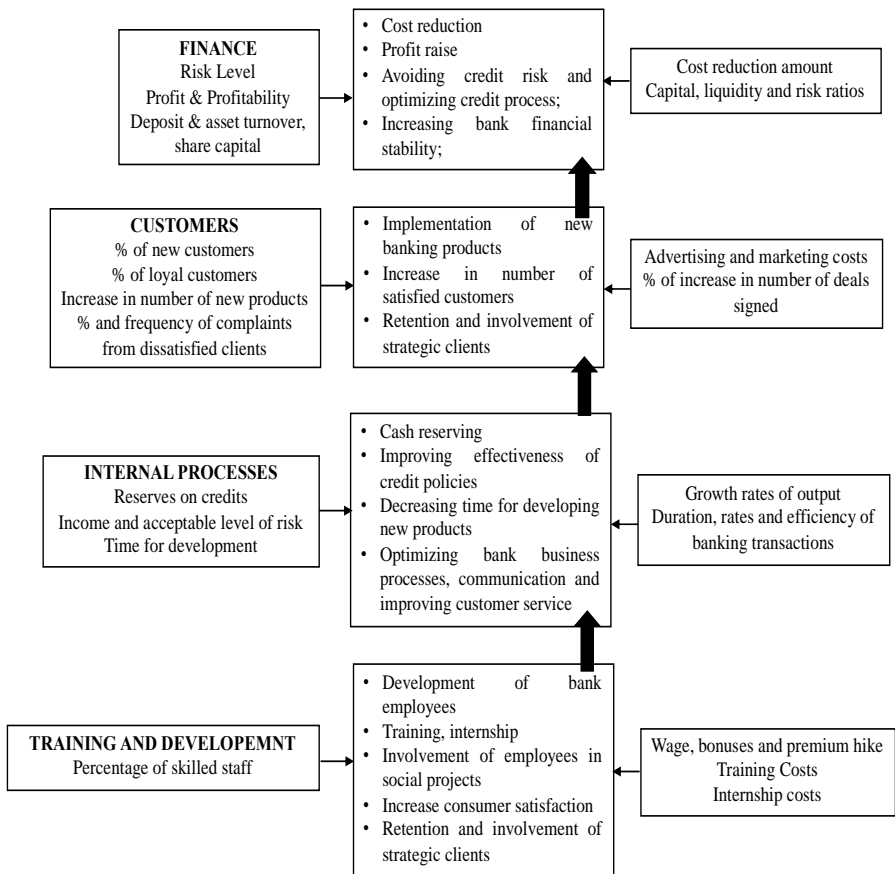 FINANCE
Risk Level
Profit & Profitability
Deposit & asset turnover,
share capital
• Cost reduction
• Profit raise
• Avoiding credit risk and
optimizing credit process;
• Increasing bank financial
stability;
Cost reduction amount
Capital, liquidity and risk ratios
CUSTOMERS
% of new customers
% of loyal customers
Increase in number of new products
% and frequency of complaints
from dissatisfied clients
• Implementation of new
banking products
• Increase in number of
satisfied customers
• Retention and involvement of
strategic clients
Advertising and marketing costs
% of increase in number of deals
signed
INTERNAL PROCESSES
Reserves on credits
Income and acceptable level of risk
Time for development
• Cash reserving
• Improving effectiveness of
credit policies
• Decreasing time for developing
new products
• Optimizing bank business
processes, communication and
improving customer service
Growth rates of output
Duration, rates and efficiency of
banking transactions
TRAINING AND DEVELOPEMNT
Percentage of skilled staff
• Development of bank
employees
• Training, internship
• Involvement of employees in
social projects
• Increase consumer satisfaction
• Retention and involvement of
strategic clients
Wage, bonuses and premium hike
Training Costs
Internship costs